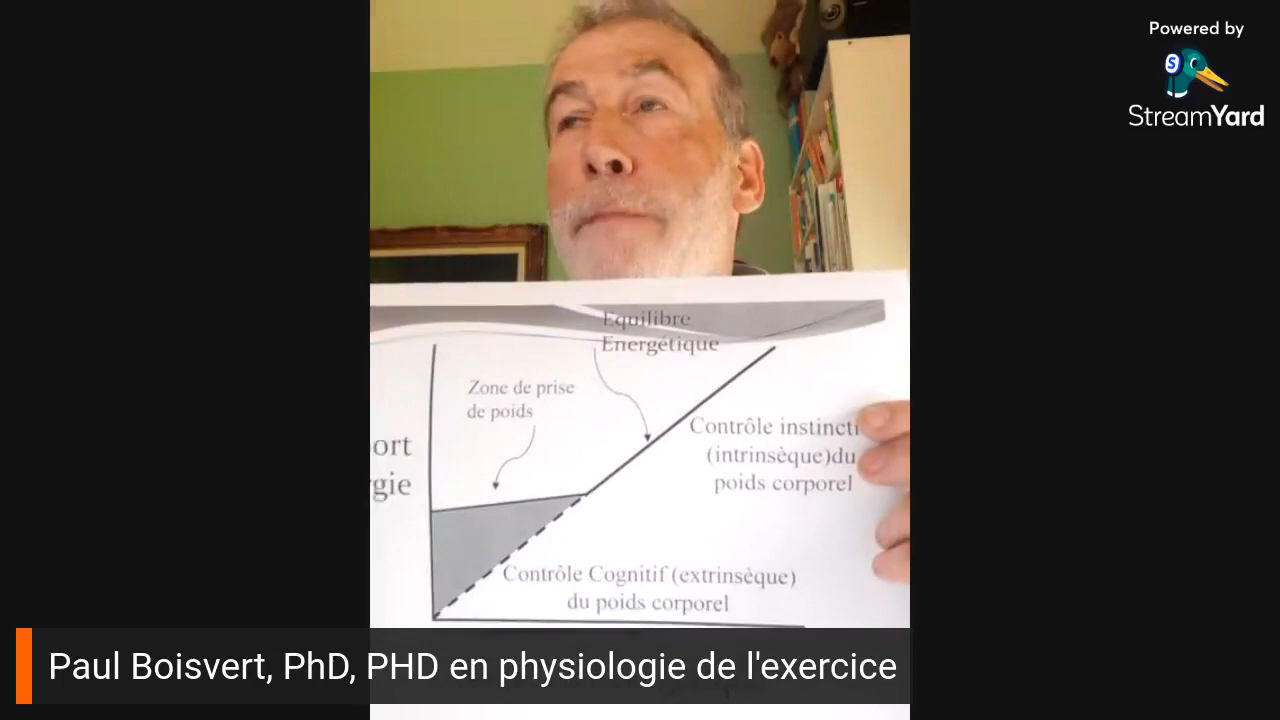 Powered by
StreamYard
Equilibre
Energétique
Zone de prise
de poids
ort
gie
Contrôle instincti
(intrinsèque)du
poids corporel
Contrôle Cognitif (extrinsèque)
du poids corporel
Paul Boisvert, PhD, PHD en physiologie de l'exercice